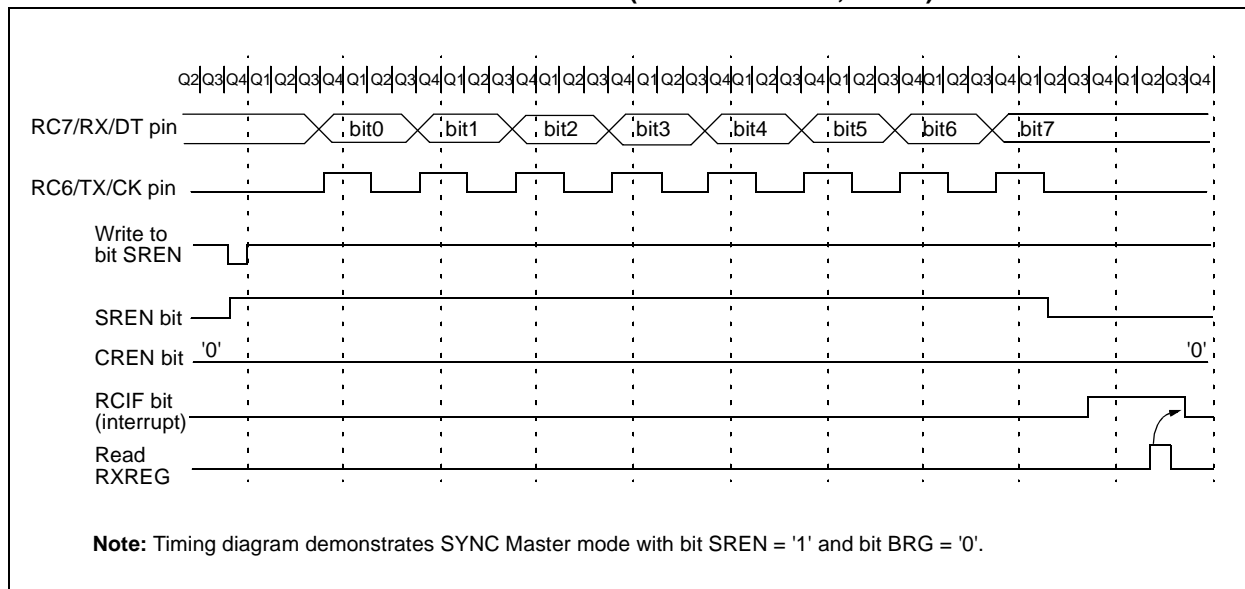 Q2 Q3 Q4 Q1 Q2 Q3 Q4 Q1 Q2 Q3 Q4 Q1 Q2 Q3 Q4 Q1 Q2 Q3 Q4 Q1 Q2 Q3 Q4 Q1 Q2 Q3 Q4 Q1 Q2 Q3 Q4 Q1 Q2 Q3 Q4 Q1 Q2 Q3 Q4 Q1 Q2 Q3 Q4
RC7/RX/DT pin bit0 bit1 bit2 bit3 bit4 bit5 bit6 bit7
RC6/TX/CK pin
Write to
bit SREN
SREN bit
CREN bit '0' '0'
RCIF bit
(interrupt)
Read
RXREG
Note: Timing diagram demonstrates SYNC Master mode with bit SREN = '1' and bit BRG = '0'.